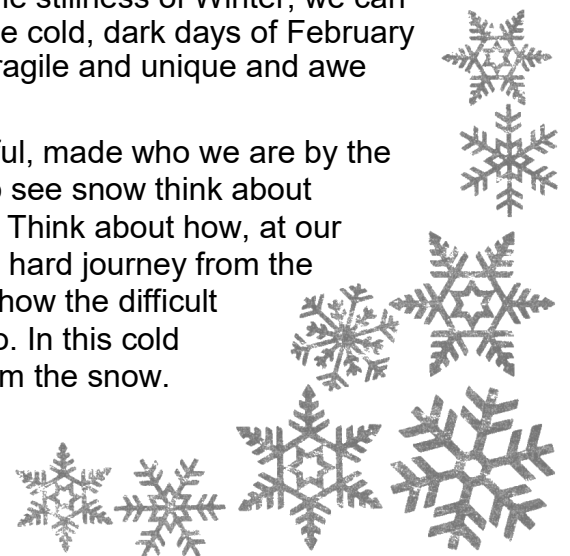 e stillness of Winter, we can
e cold, dark days of February
ragile and unique and awe
ul, made who we are by the
see snow think about
Think about how, at our
hard journey from the
how the difficult
o. In this cold
m the snow.